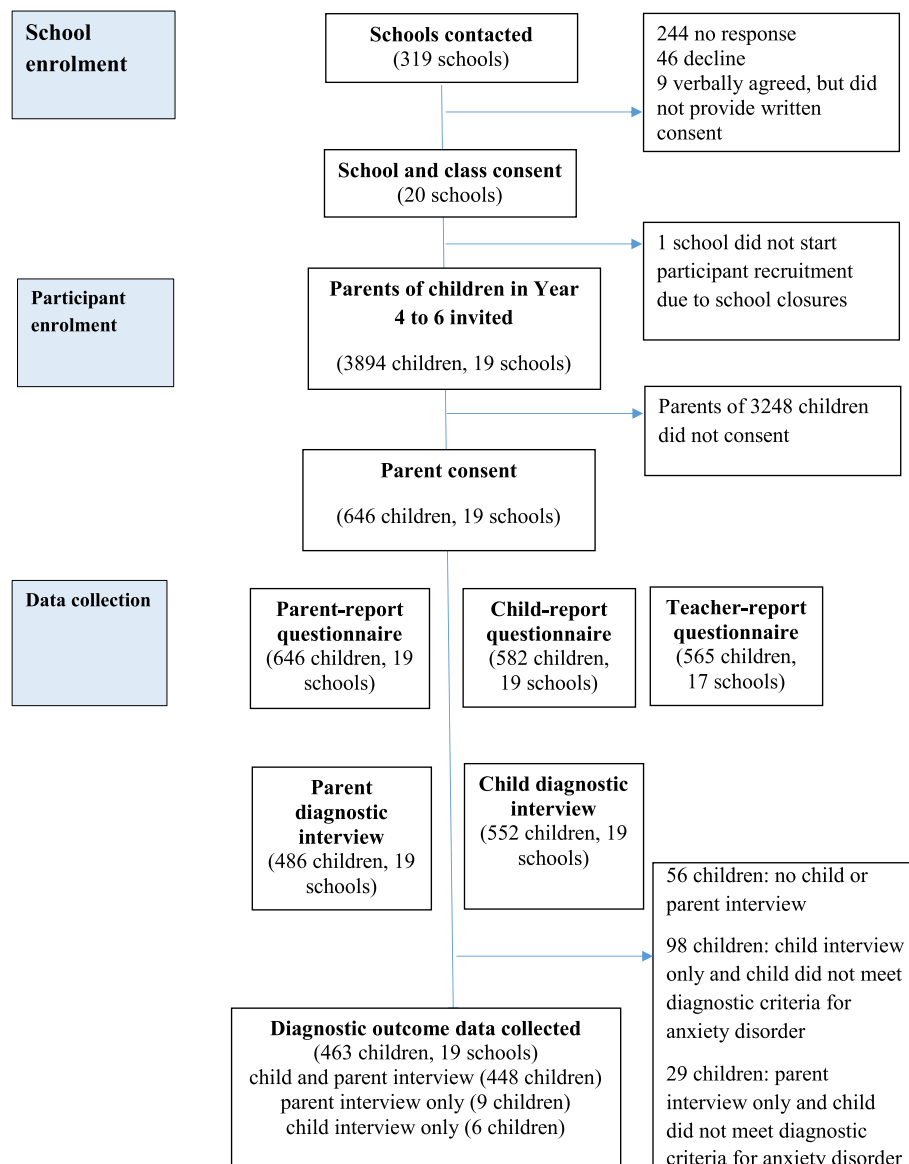 School
enrolment
Schools contacted
(319 schools)
244 no response
46 decline
9 verbally agreed, but did
not provide written
consent
School and class consent
(20 schools)
1 school did not start
participant recruitment
due to school closures
Participant
enrolment
Parents of children in Year
4 to 6 invited
(3894 children, 19 schools)
Parents of 3248 children
did not consent
Parent consent
(646 children, 19 schools)
Data collection
Parent-report
questionnaire
(646 children, 19
schools)
Child-report
questionnaire
(582 children,
19 schools)
Teacher-report
questionnaire
(565 children,
17 schools)
Parent
diagnostic
interview
(486 children, 19
schools)
Child diagnostic
interview
(552 children, 19
schools)
56 children: no child or
parent interview
98 children: child interview
only and child did not meet
diagnostic criteria for
anxiety disorder
29 children: parent
interview only and child
did not meet diagnostic
criteria for anxiety disorder
Diagnostic outcome data collected
(463 children, 19 schools)
child and parent interview (448 children)
parent interview only (9 children)
child interview only (6 children)